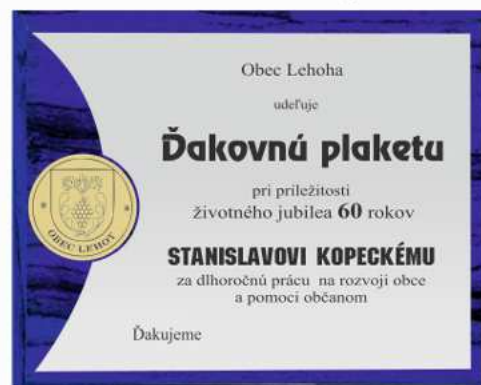 Obec Lehoha
udeľuje
Ďakovnú plaketu
pri príležitosti
životného jubilea 60 rokov
STANISLAVOVI KOPECKÉMU
za dlhoročnú prácu na rozvoji obce
a pomoci občanom
Ďakujeme
OBEC LEHOT